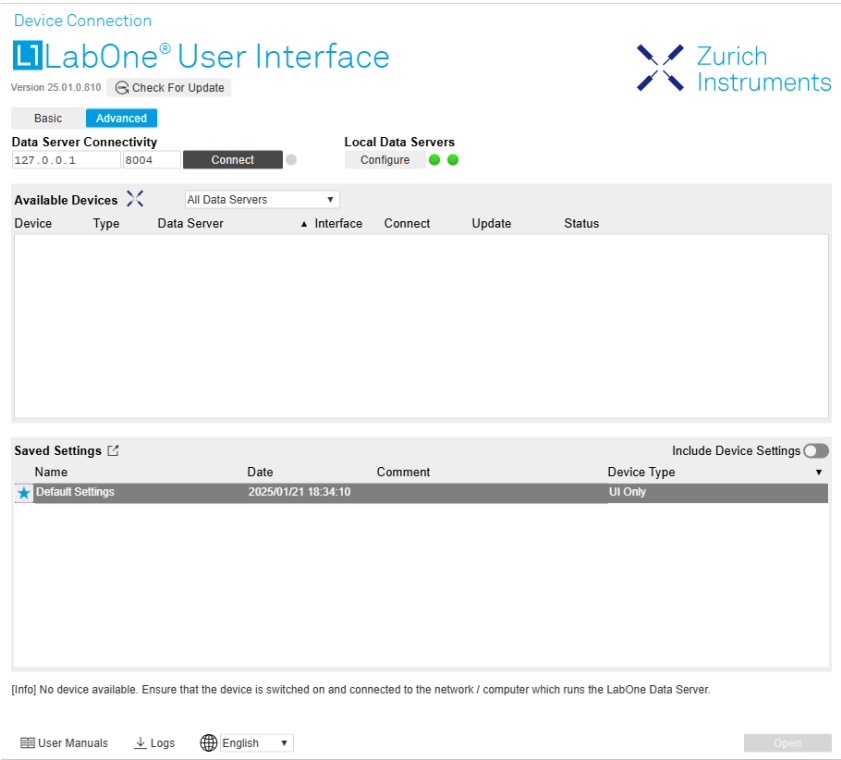 Device Connection
L1 LabOne® User Interface
Zurich
Instruments
Version 25.01.0.810 Check For Update
Basic Advanced
Data Server Connectivity Local Data Servers
127.0.0.1 8004 Connect Configure
Available Devices All Data Servers ▼
Device Type Data Server ▲ Interface Connect Update Status
Saved Settings Include Device Settings
Name Date Comment Device Type ▼
Default Settings 2025/01/21 18:34:10 UI Only
[Info] No device available. Ensure that the device is switched on and connected to the network / computer which runs the LabOne Data Server.
User Manuals Logs English ▼ Open